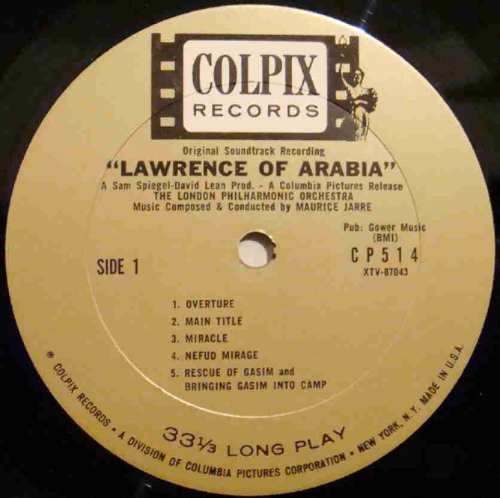 COLPIX
RECORDS
Original Soundtrack Recording
"LAWRENCE OF ARABIA"
A Sam Spiegel-David Lean Prod. - A Columbia Pictures Release
THE LONDON PHILHARMONIC ORCHESTRA
Music Composed & Conducted by MAURICE JARRE
Pub: Gower Music
(BMI)
SIDE 1
CP514
XTV-87043
1. OVERTURE
2. MAIN TITLE
3. MIRACLE
4. NEFUD MIRAGE
5. RESCUE OF GASIM and
BRINGING GASIM INTO CAMP
33⅓ LONG PLAY
COLPIX RECORDS • A DIVISION OF COLUMBIA PICTURES CORPORATION • NEW YORK, N.Y. MADE IN U.S.A.